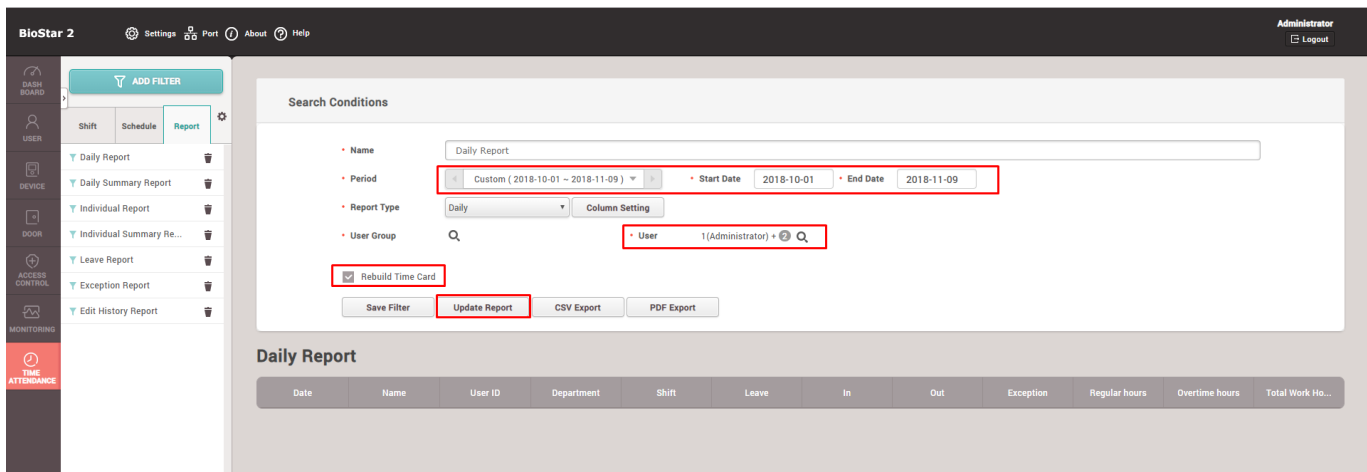 Administrator
BioStar 2 Settings Port About Help
Logout
DASH
BOARD
USER
DEVICE
DOOR
ACCESS
CONTROL
MONITORING
TIME
ATTENDANCE
ADD FILTER
Shift Schedule Report
Daily Report
Daily Summary Report
Individual Report
Individual Summary Re...
Leave Report
Exception Report
Edit History Report
Search Conditions
• Name Daily Report
• Period Custom ( 2018-10-01 ~ 2018-11-09 ) • Start Date 2018-10-01 • End Date 2018-11-09
• Report Type Daily Column Setting
• User Group • User 1(Administrator) + 2
Rebuild Time Card
Save Filter Update Report CSV Export PDF Export
Daily Report
Date Name User ID Department Shift Leave In Out Exception Regular hours Overtime hours Total Work Ho...